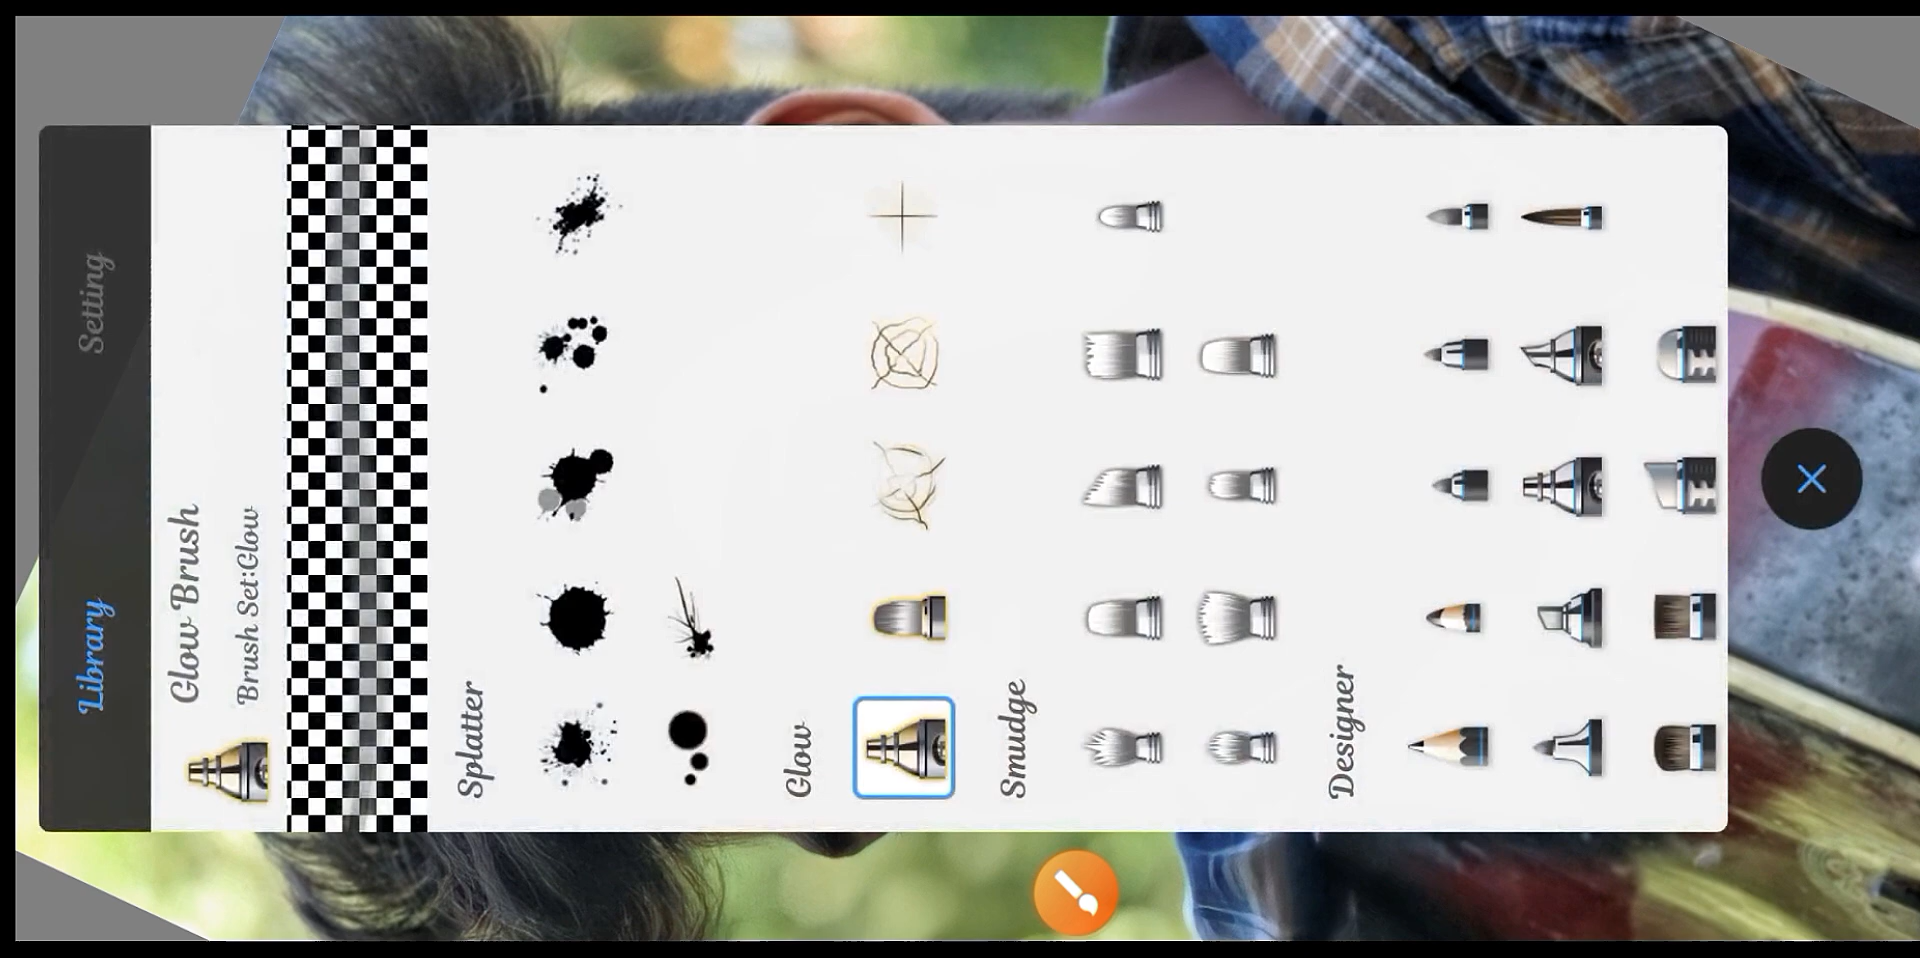 Library
Setting
Glow Brush
Brush Set:Glow
Splatter
Glow
Smudge
Designer